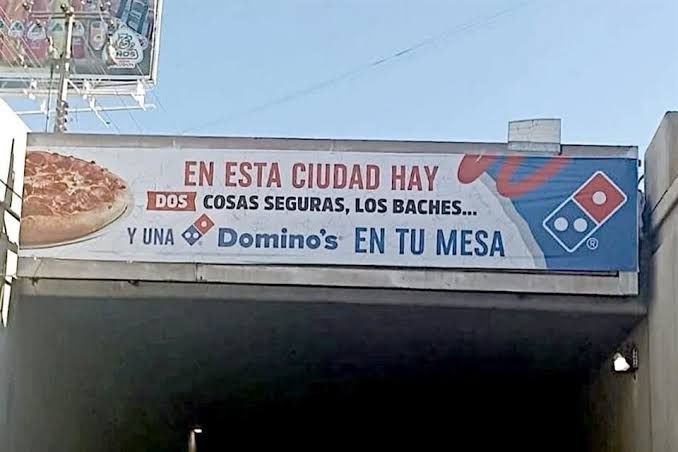 EN ESTA CIUDAD HAY
DOS COSAS SEGURAS, LOS BACHES...
Y UNA Domino's EN TU MESA
®